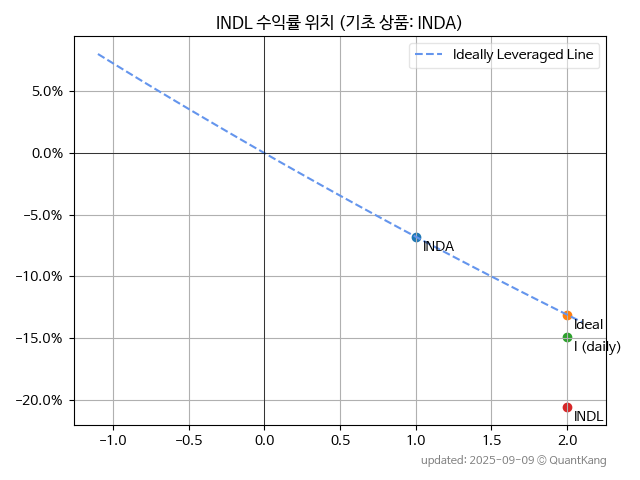 INDL 수익률 위치 (기초 상품: INDA)
Ideally Leveraged Line
5.0%
0.0%
−5.0%
−10.0%
−15.0%
−20.0%
INDA
Ideal
I (daily)
INDL
−1.0
−0.5
0.0
0.5
1.0
1.5
2.0
updated: 2025-09-09 © QuantKang